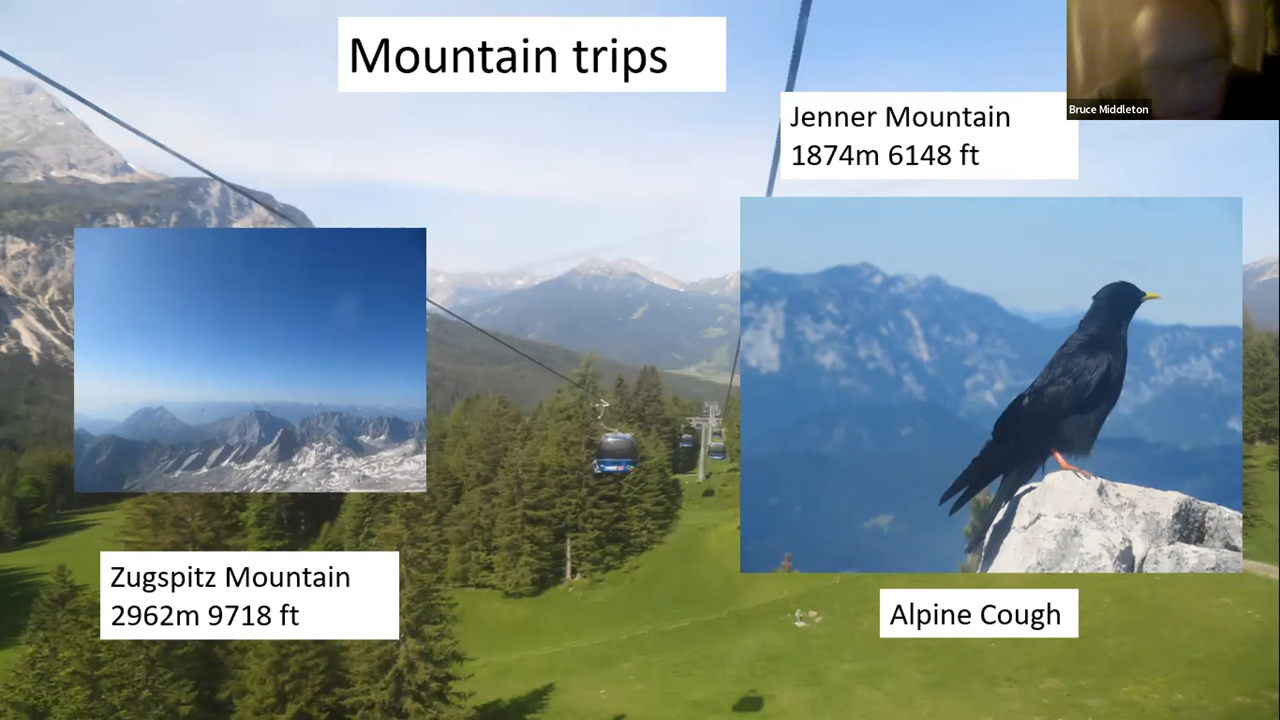 Mountain trips
Bruce Middleton
Jenner Mountain
1874m 6148 ft
Zugspitz Mountain
2962m 9718 ft
Alpine Cough